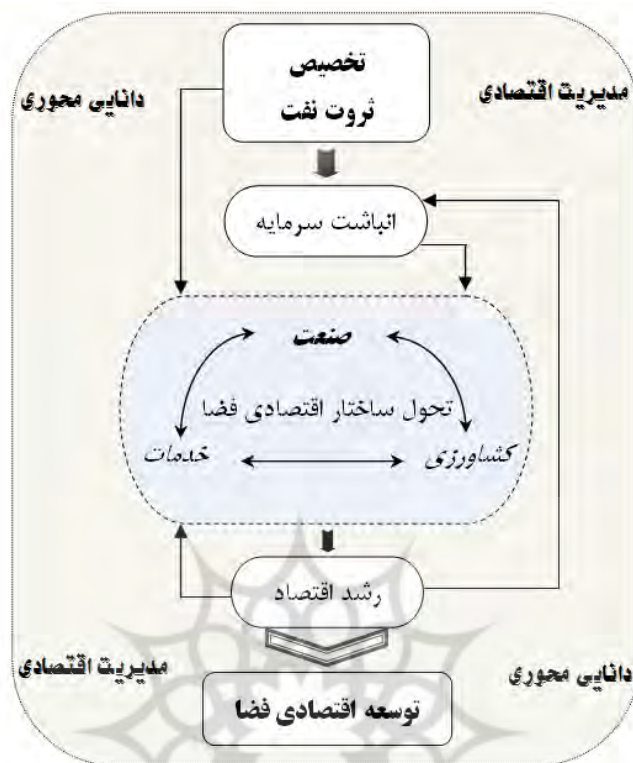 تخصیص
ثروت نفت
مدیریت اقتصادی
دانایی محوری
انباشت سرمایه
صنعت
تحول ساختار اقتصادی فضا
کشاورزی
خدمات
رشد اقتصاد
دانایی محوری
مدیریت اقتصادی
توسعه اقتصادی فضا